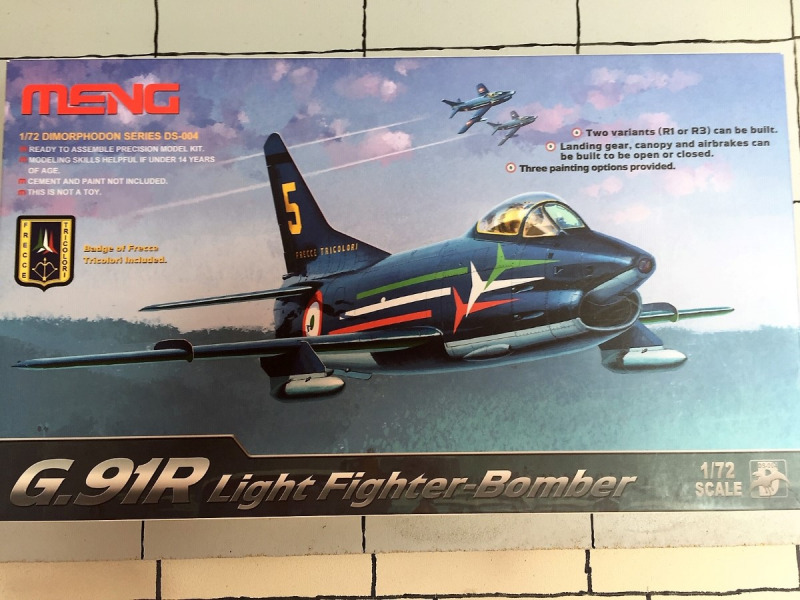 MENG
1/72 DIMORPHODON SERIES DS-004
READY TO ASSEMBLE PRECISION MODEL KIT.
MODELING SKILLS HELPFUL IF UNDER 14 YEARS
OF AGE.
CEMENT AND PAINT NOT INCLUDED.
THIS IS NOT A TOY.
Two variants (R1 or R3) can be built.
Landing gear, canopy and airbrakes can
be built to be open or closed.
Three painting options provided.
FRECCE
TRICOLORI
Badge of Frecce
Tricolori included.
5
FRECCE TRICOLORI
G.91R Light Fighter-Bomber
1/72
SCALE